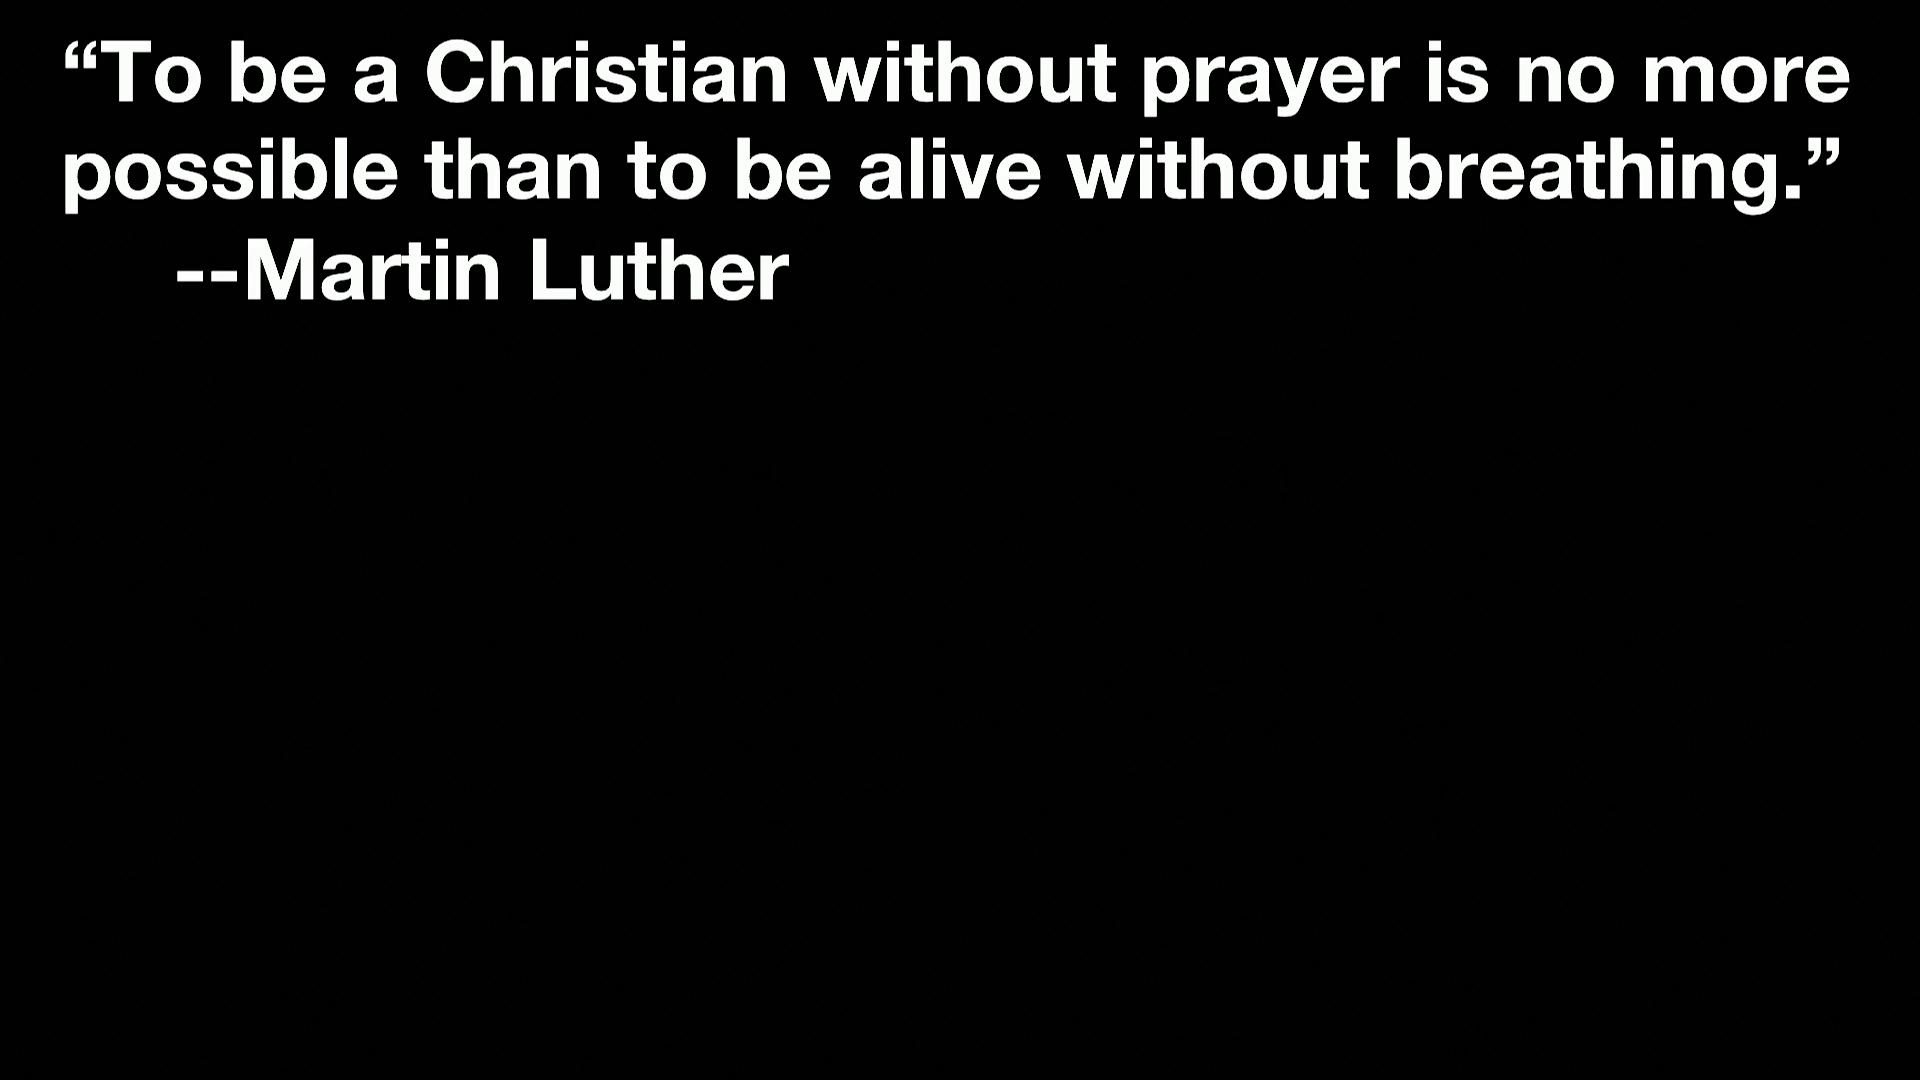 “To be a Christian without prayer is no more
possible than to be alive without breathing.”
--Martin Luther